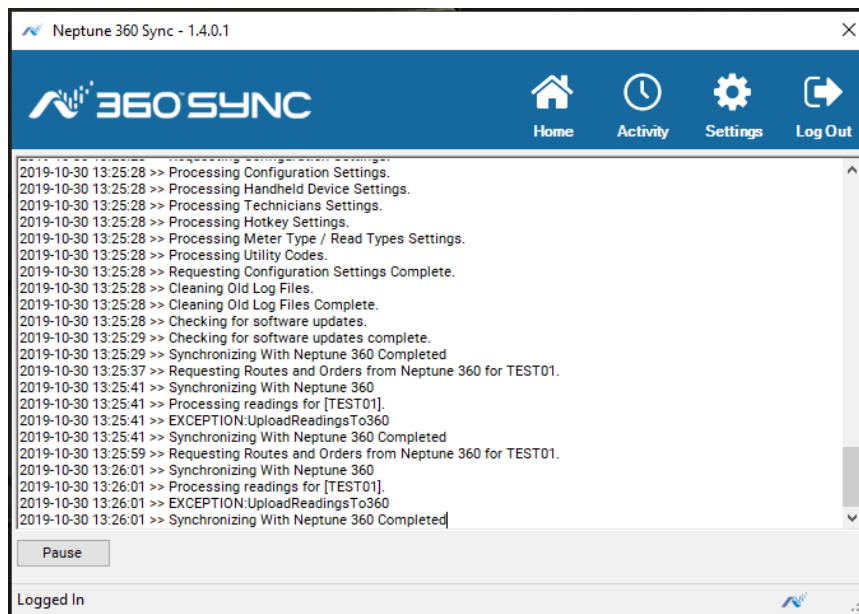 Neptune 360 Sync - 1.4.0.1
360™SYNC
Home
Activity
Settings
Log Out
2019-10-30 13:25:28 >> Requesting Configuration Settings.
2019-10-30 13:25:28 >> Processing Configuration Settings.
2019-10-30 13:25:28 >> Processing Handheld Device Settings.
2019-10-30 13:25:28 >> Processing Technicians Settings.
2019-10-30 13:25:28 >> Processing Hotkey Settings.
2019-10-30 13:25:28 >> Processing Meter Type / Read Types Settings.
2019-10-30 13:25:28 >> Processing Utility Codes.
2019-10-30 13:25:28 >> Requesting Configuration Settings Complete.
2019-10-30 13:25:28 >> Cleaning Old Log Files.
2019-10-30 13:25:28 >> Cleaning Old Log Files Complete.
2019-10-30 13:25:28 >> Checking for software updates.
2019-10-30 13:25:29 >> Checking for software updates complete.
2019-10-30 13:25:29 >> Synchronizing With Neptune 360 Completed
2019-10-30 13:25:37 >> Requesting Routes and Orders from Neptune 360 for TEST01.
2019-10-30 13:25:41 >> Synchronizing With Neptune 360
2019-10-30 13:25:41 >> Processing readings for [TEST01].
2019-10-30 13:25:41 >> EXCEPTION:UploadReadingsTo360
2019-10-30 13:25:41 >> Synchronizing With Neptune 360 Completed
2019-10-30 13:25:59 >> Requesting Routes and Orders from Neptune 360 for TEST01.
2019-10-30 13:26:01 >> Synchronizing With Neptune 360
2019-10-30 13:26:01 >> Processing readings for [TEST01].
2019-10-30 13:26:01 >> EXCEPTION:UploadReadingsTo360
2019-10-30 13:26:01 >> Synchronizing With Neptune 360 Completed
Pause
Logged In